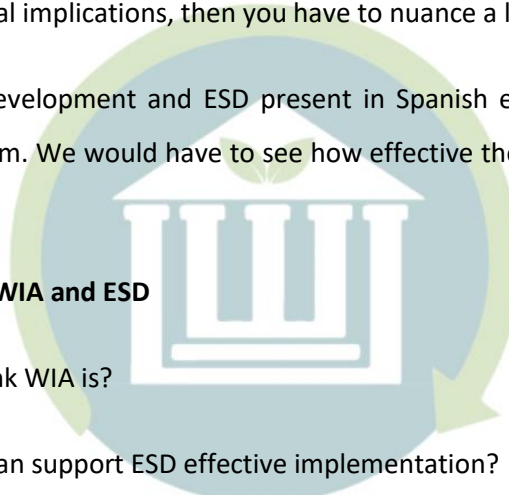 al implications, then you have to nuance a l
evelopment and ESD present in Spanish e
m. We would have to see how effective the
WIA and ESD
nk WIA is?
an support ESD effective implementation?